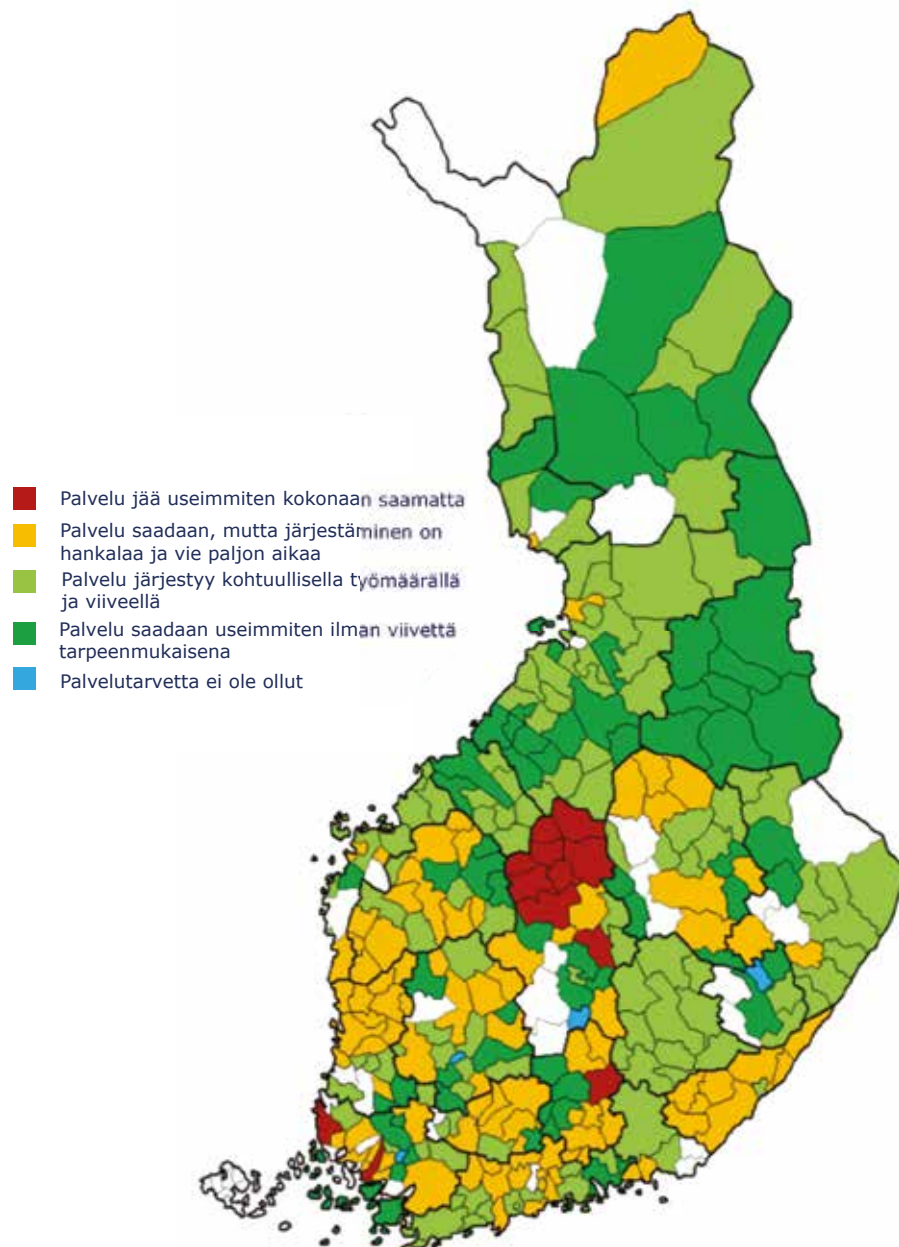 Palvelu jää useimmiten kokonaan saamatta
Palvelu saadaan, mutta järjestäminen on
hankalaa ja vie paljon aikaa
Palvelu järjestyy kohtuullisella työmäärällä
ja viiveellä
Palvelu saadaan useimmiten ilman viivettä
tarpeenmukaisena
Palvelutarvetta ei ole ollut